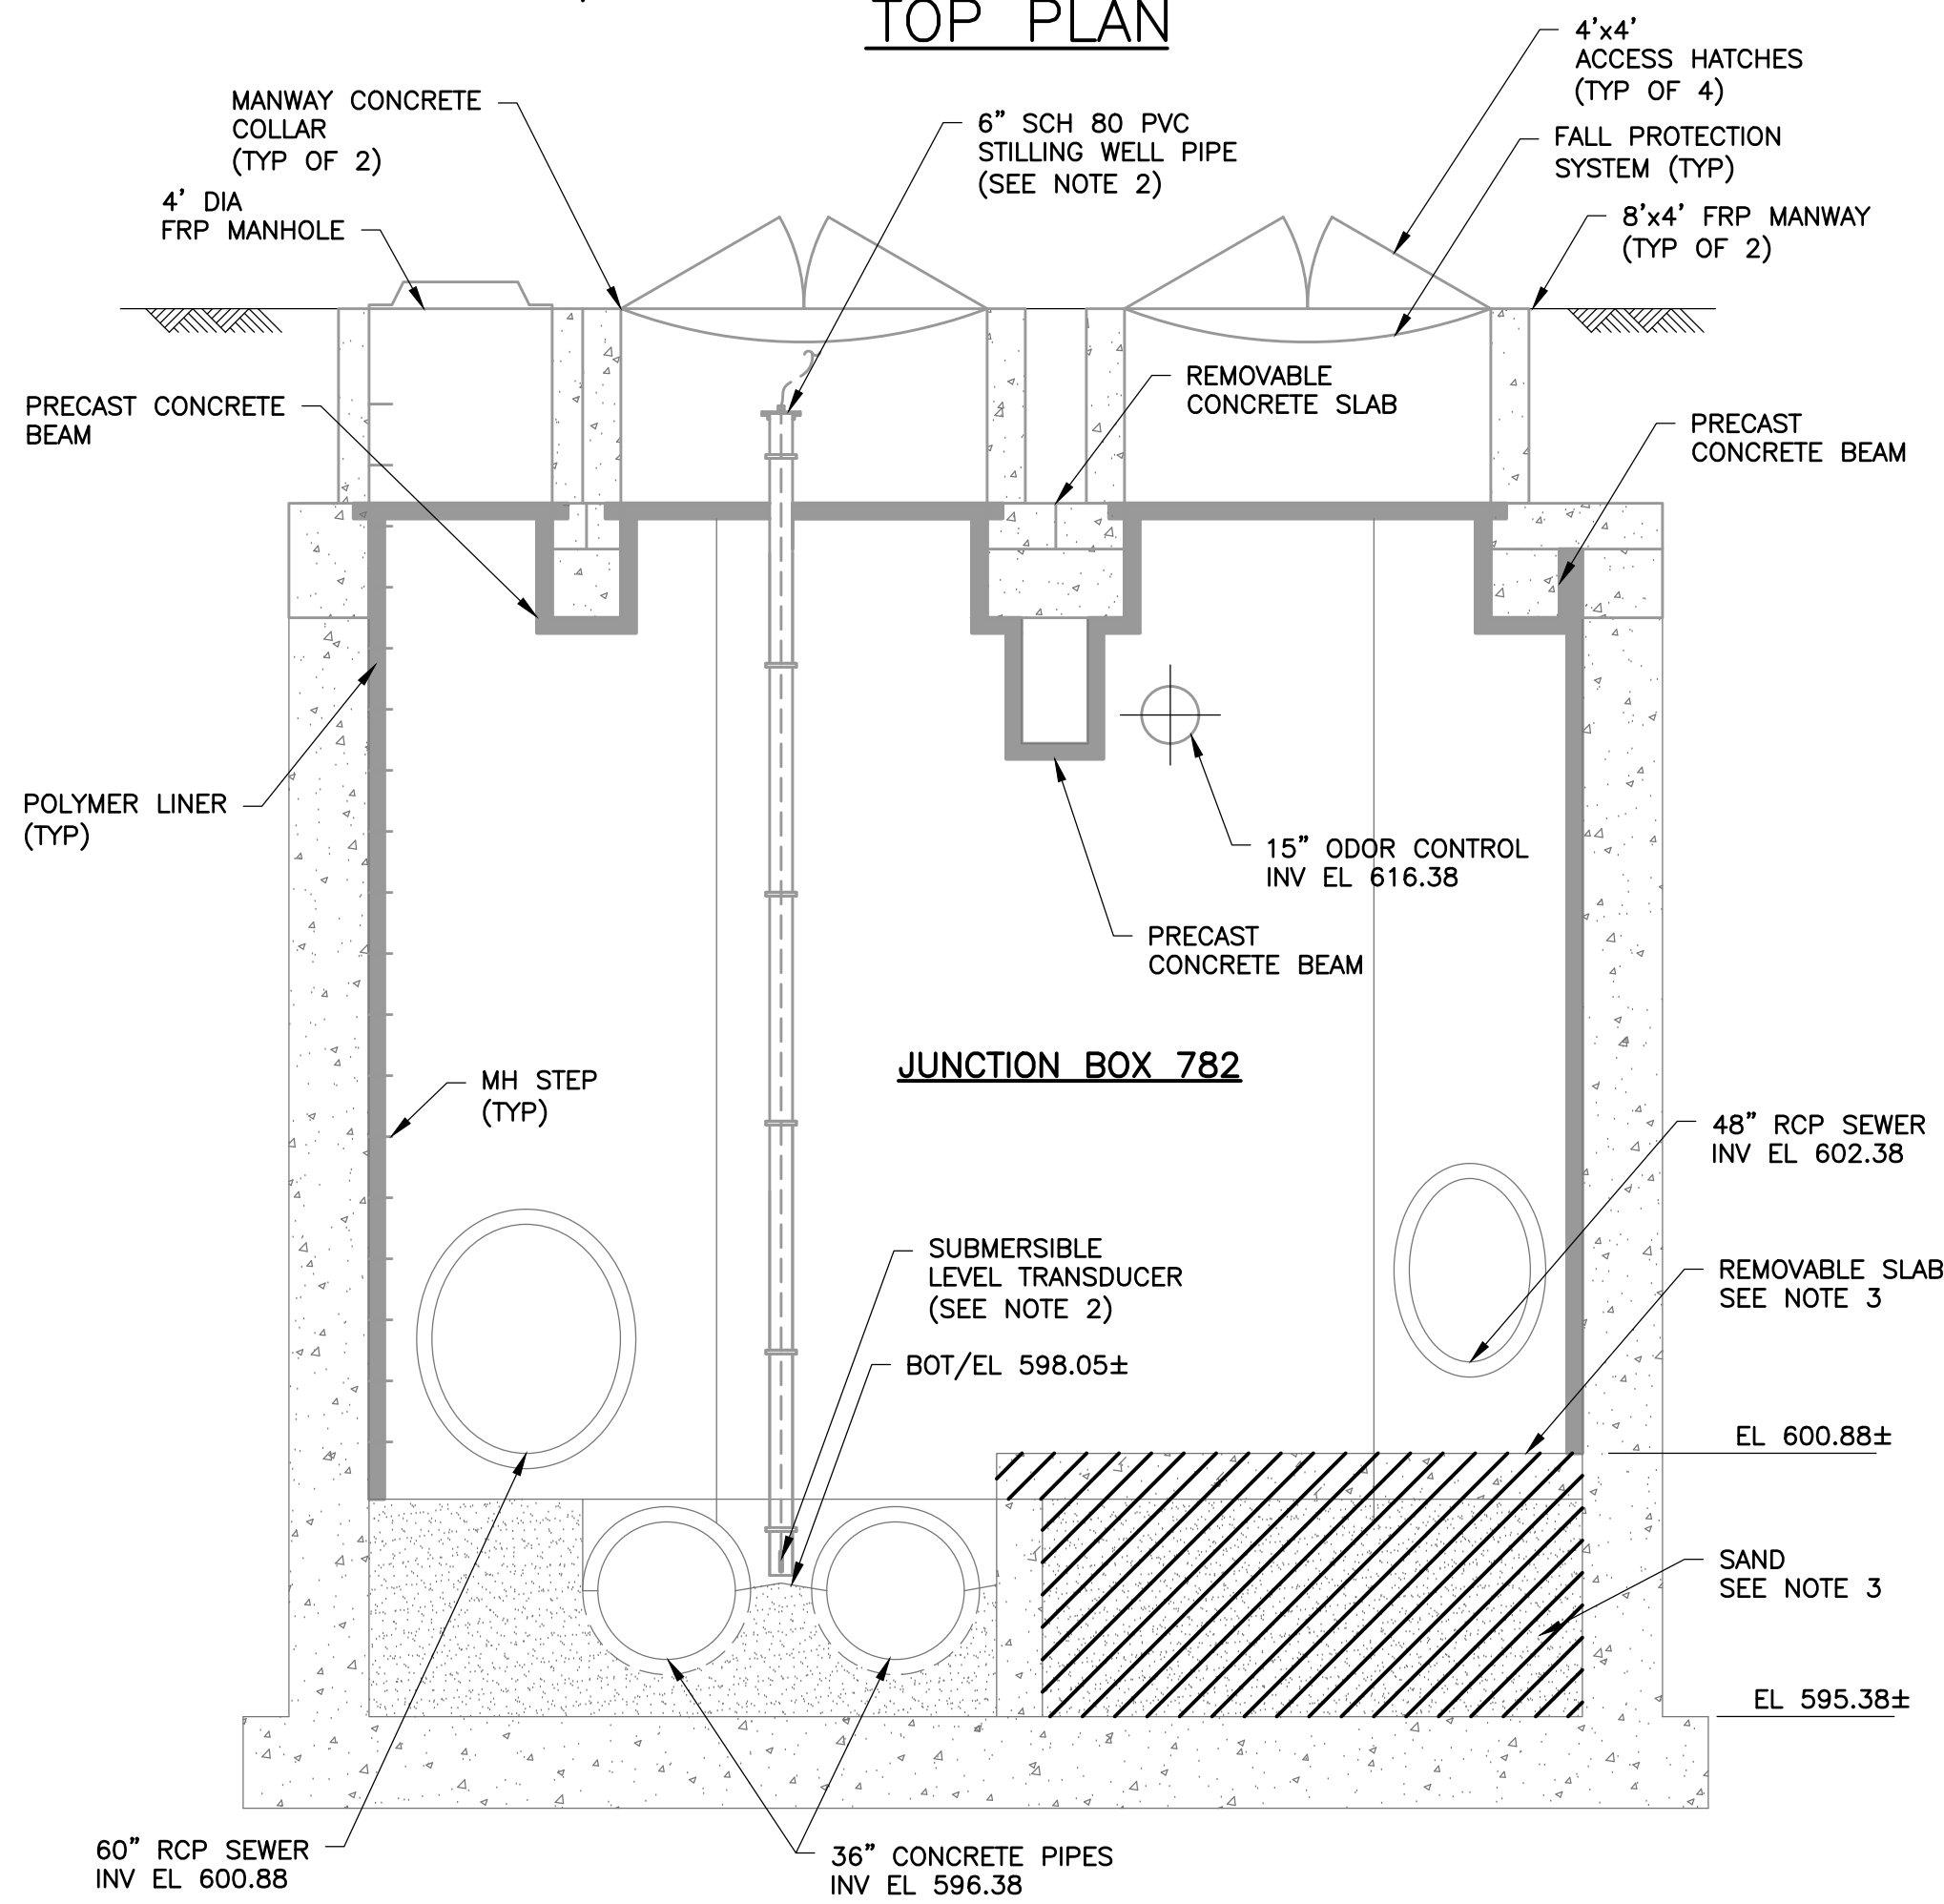 TOP PLAN
4'x4'
ACCESS HATCHES
(TYP OF 4)
MANWAY CONCRETE
COLLAR
(TYP OF 2)
6" SCH 80 PVC
STILLING WELL PIPE
(SEE NOTE 2)
FALL PROTECTION
SYSTEM (TYP)
4' DIA
FRP MANHOLE
8'x4' FRP MANWAY
(TYP OF 2)
REMOVABLE
CONCRETE SLAB
PRECAST CONCRETE
BEAM
PRECAST
CONCRETE BEAM
POLYMER LINER
(TYP)
15" ODOR CONTROL
INV EL 616.38
PRECAST
CONCRETE BEAM
JUNCTION BOX 782
MH STEP
(TYP)
48" RCP SEWER
INV EL 602.38
SUBMERSIBLE
LEVEL TRANSDUCER
(SEE NOTE 2)
REMOVABLE SLAB
SEE NOTE 3
BOT/EL 598.05±
EL 600.88±
SAND
SEE NOTE 3
EL 595.38±
60" RCP SEWER
INV EL 600.88
36" CONCRETE PIPES
INV EL 596.38